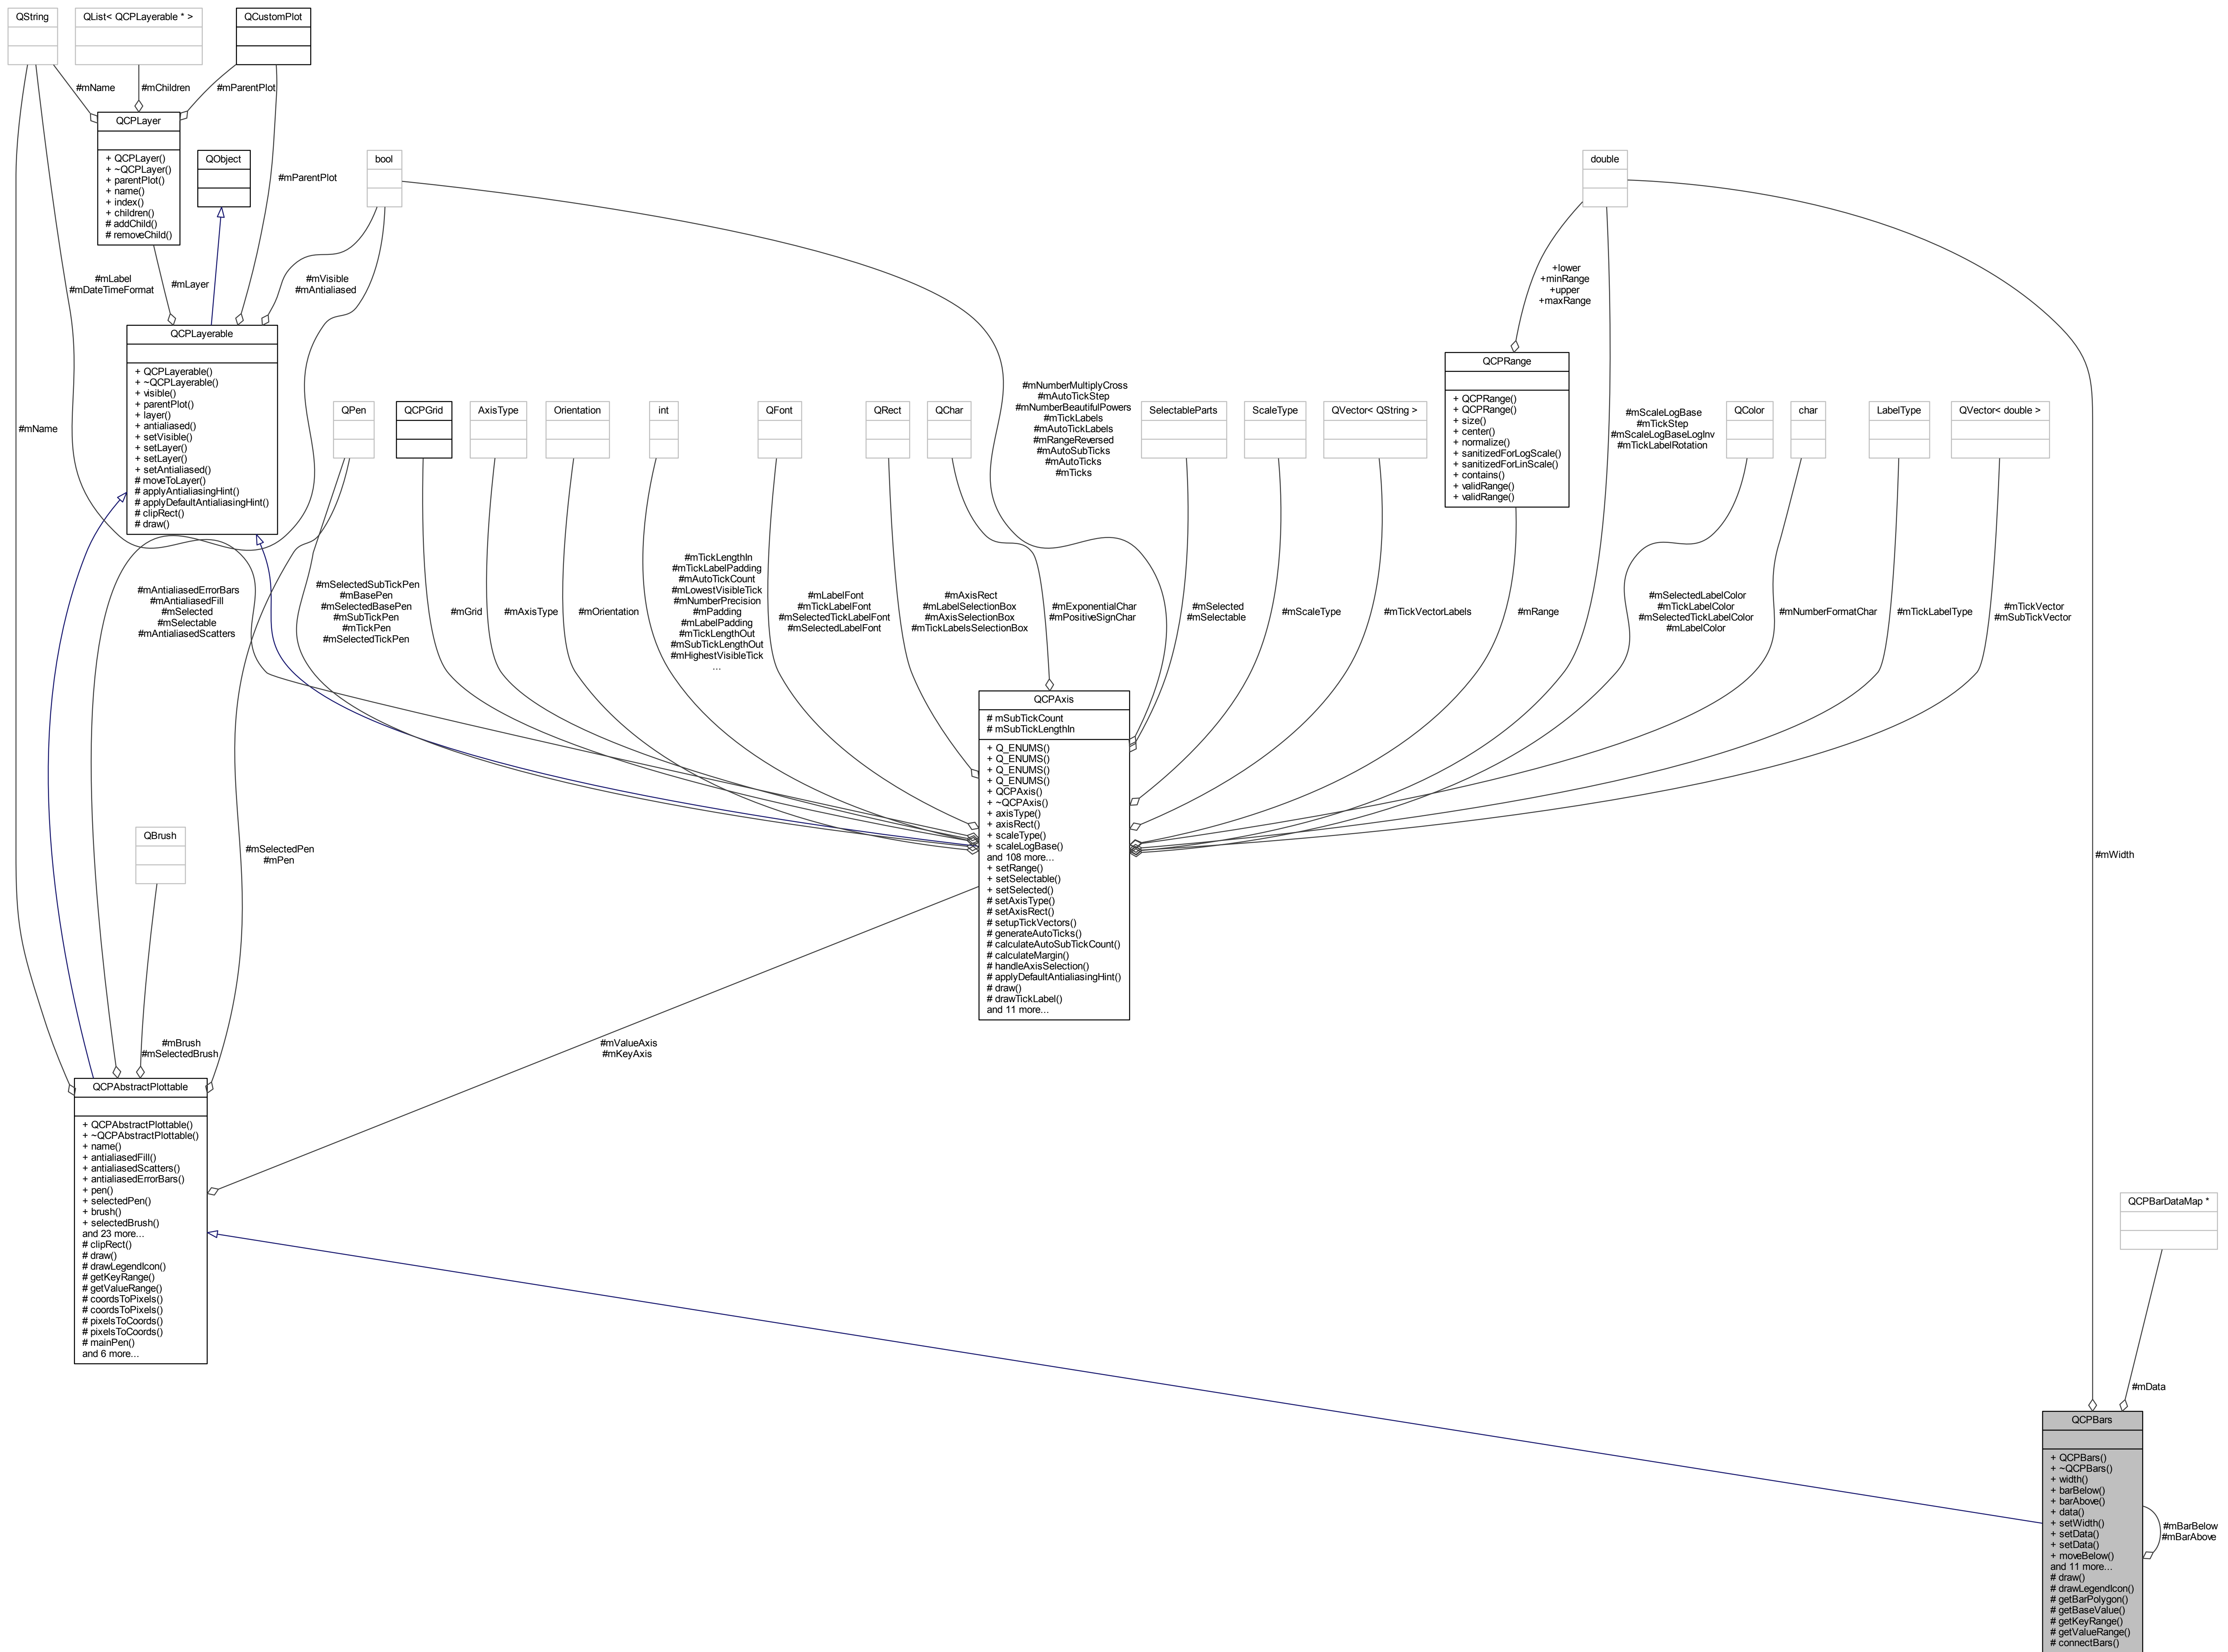 QString
QList< QCPLayerable * >
QCustomPlot
#mName
#mChildren
#mParentPlot
QCPLayer
+ QCPLayer()
+ ~QCPLayer()
+ parentPlot()
+ name()
+ index()
+ children()
# addChild()
# removeChild()
QObject
#mParentPlot
bool
double
#mLabel
#mDateTimeFormat
#mLayer
#mVisible
#mAntialiased
+lower
+minRange
+upper
+maxRange
QCPLayerable
+ QCPLayerable()
+ ~QCPLayerable()
+ visible()
+ parentPlot()
+ layer()
+ antialiased()
+ setVisible()
+ setLayer()
+ setLayer()
+ setAntialiased()
# moveToLayer()
# applyAntialiasingHint()
# applyDefaultAntialiasingHint()
# clipRect()
# draw()
#mName
QPen
QCPGrid
AxisType
Orientation
int
QFont
QRect
QChar
#mNumberMultiplyCross
#mAutoTickStep
#mNumberBeautifulPowers
#mTickLabels
#mAutoTickLabels
#mRangeReversed
#mAutoSubTicks
#mAutoTicks
#mTicks
SelectableParts
ScaleType
QVector< QString >
QCPRange
+ QCPRange()
+ QCPRange()
+ size()
+ center()
+ normalize()
+ sanitizedForLogScale()
+ sanitizedForLinScale()
+ contains()
+ validRange()
+ validRange()
#mScaleLogBase
#mTickStep
#mScaleLogBaseLogInv
#mTickLabelRotation
QColor
char
LabelType
QVector< double >
#mAntialiasedErrorBars
#mAntialiasedFill
#mSelected
#mSelectable
#mAntialiasedScatters
#mSelectedSubTickPen
#mBasePen
#mSelectedBasePen
#mSubTickPen
#mTickPen
#mSelectedTickPen
#mGrid
#mAxisType
#mOrientation
#mTickLengthIn
#mTickLabelPadding
#mAutoTickCount
#mLowestVisibleTick
#mNumberPrecision
#mPadding
#mLabelPadding
#mTickLengthOut
#mSubTickLengthOut
#mHighestVisibleTick
...
#mLabelFont
#mTickLabelFont
#mSelectedTickLabelFont
#mSelectedLabelFont
#mAxisRect
#mLabelSelectionBox
#mAxisSelectionBox
#mTickLabelsSelectionBox
#mExponentialChar
#mPositiveSignChar
#mSelected
#mSelectable
#mScaleType
#mTickVectorLabels
#mRange
#mSelectedLabelColor
#mTickLabelColor
#mSelectedTickLabelColor
#mLabelColor
#mNumberFormatChar
#mTickLabelType
#mTickVector
#mSubTickVector
QCPAxis
# mSubTickCount
# mSubTickLengthIn
+ Q_ENUMS()
+ Q_ENUMS()
+ Q_ENUMS()
+ Q_ENUMS()
+ QCPAxis()
+ ~QCPAxis()
+ axisType()
+ axisRect()
+ scaleType()
+ scaleLogBase()
and 108 more...
+ setRange()
+ setSelectable()
+ setSelected()
# setAxisType()
# setAxisRect()
# setupTickVectors()
# generateAutoTicks()
# calculateAutoSubTickCount()
# calculateMargin()
# handleAxisSelection()
# applyDefaultAntialiasingHint()
# draw()
# drawTickLabel()
and 11 more...
QBrush
#mSelectedPen
#mPen
#mWidth
#mBrush
#mSelectedBrush
#mValueAxis
#mKeyAxis
QCPAbstractPlottable
+ QCPAbstractPlottable()
+ ~QCPAbstractPlottable()
+ name()
+ antialiasedFill()
+ antialiasedScatters()
+ antialiasedErrorBars()
+ pen()
+ selectedPen()
+ brush()
+ selectedBrush()
and 23 more...
# clipRect()
# draw()
# drawLegendIcon()
# getKeyRange()
# getValueRange()
# coordsToPixels()
# coordsToPixels()
# pixelsToCoords()
# pixelsToCoords()
# mainPen()
and 6 more...
QCPBarDataMap *
#mData
QCPBars
+ QCPBars()
+ ~QCPBars()
+ width()
+ barBelow()
+ barAbove()
+ data()
+ setWidth()
+ setData()
+ setData()
+ moveBelow()
and 11 more...
# draw()
# drawLegendIcon()
# getBarPolygon()
# getBaseValue()
# getKeyRange()
# getValueRange()
# connectBars()
#mBarBelow
#mBarAbove